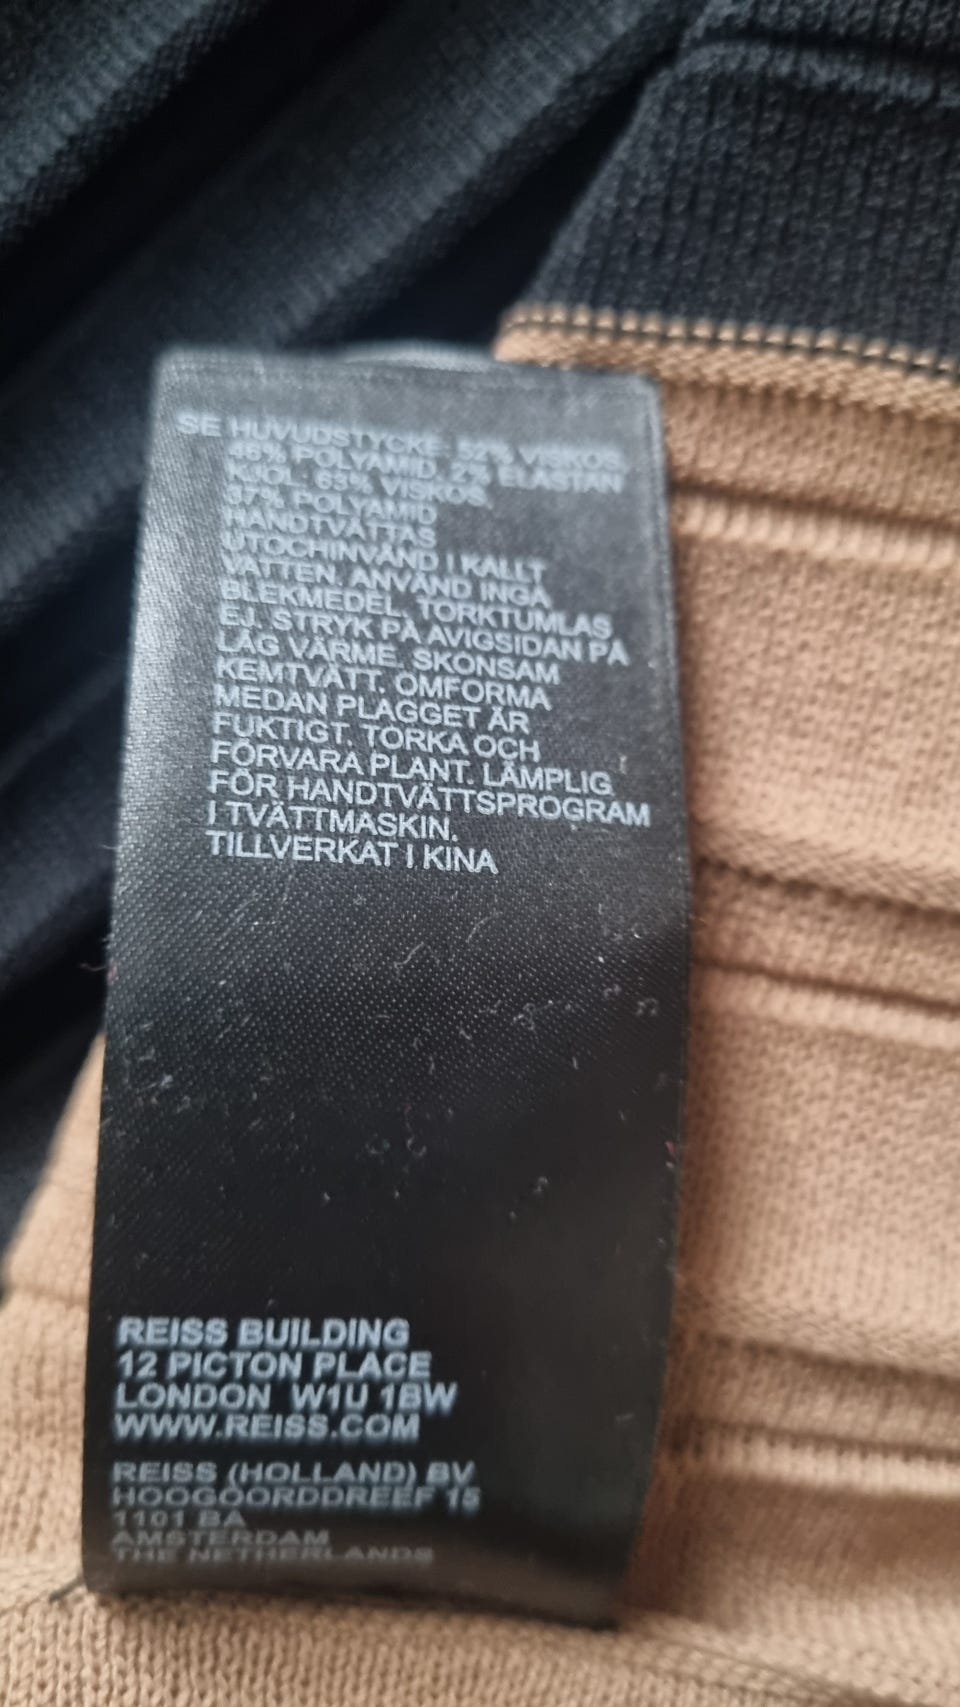 SE HUVUDSTYCKE- 52% VISKOS,
46% POLYAMID, 2% ELASTAN
KJOL- 63% VISKOS,
37% POLYAMID
HANDTVÄTTAS
UTOCHINVÄND I KALLT
VATTEN. ANVÄND INGA
BLEKMEDEL. TORKTUMLAS
EJ. STRYK PÅ AVIGSIDAN PÅ
LÅG VÄRME. SKONSAM
KEMTVÄTT. OMFORMA
MEDAN PLAGGET ÄR
FUKTIGT. TORKA OCH
FÖRVARA PLANT. LÄMPLIG
FÖR HANDTVÄTTSPROGRAM
I TVÄTTMASKIN.
TILLVERKAT I KINA
REISS BUILDING
12 PICTON PLACE
LONDON W1U 1BW
WWW.REISS.COM
REISS (HOLLAND) BV
HOOGOORDDREEF 15
1101 BA
AMSTERDAM
THE NETHERLANDS